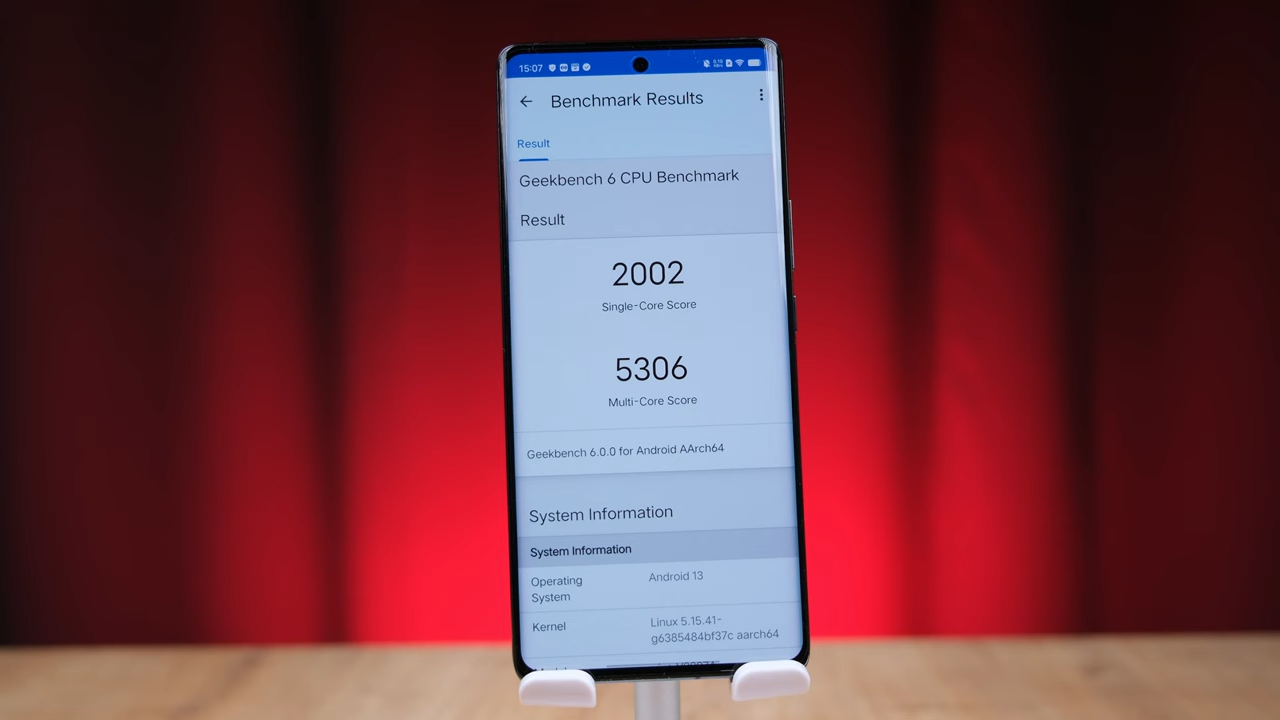 15:07
Benchmark Results
Result
Geekbench 6 CPU Benchmark
Result
2002
Single-Core Score
5306
Multi-Core Score
Geekbench 6.0.0 for Android AArch64
System Information
System Information
Operating System
Android 13
Kernel
Linux 5.15.41-
g6385484bf37c aarch64